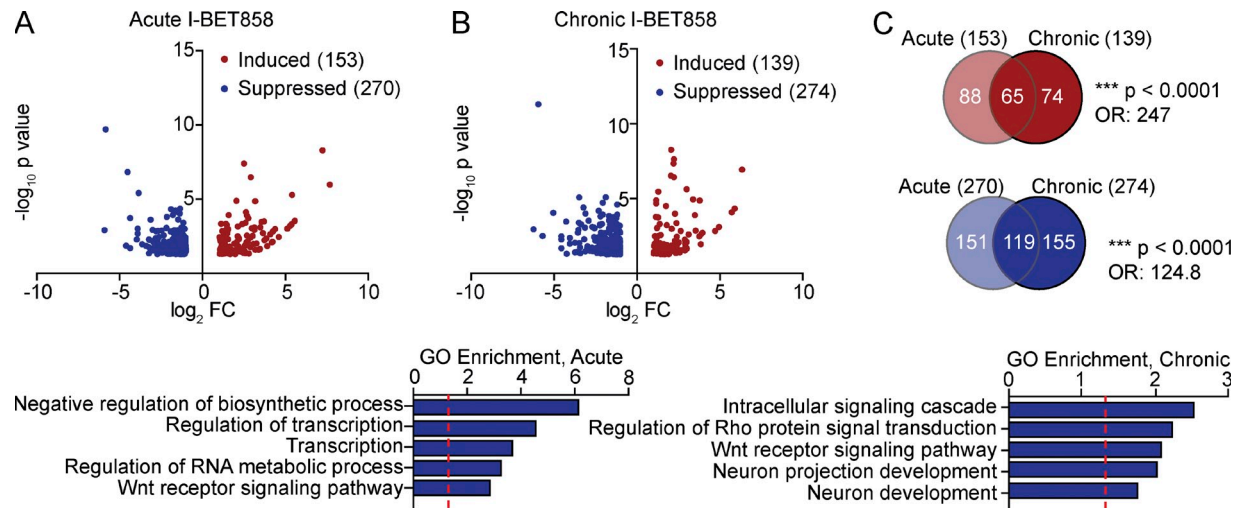 A
Acute I-BET858
15
10
5
-log10 p value
Induced (153)
Suppressed (270)
-10
-5
0
5
10
log2 FC
B
Chronic I-BET858
15
10
5
-log10 p value
Induced (139)
Suppressed (274)
-10
-5
0
5
10
log2 FC
C
Acute (153) Chronic (139)
88 65 74
*** p < 0.0001
OR: 247
Acute (270) Chronic (274)
151 119 155
*** p < 0.0001
OR: 124.8
GO Enrichment, Acute
0 2 4 6 8
Negative regulation of biosynthetic process
Regulation of transcription
Transcription
Regulation of RNA metabolic process
Wnt receptor signaling pathway
GO Enrichment, Chronic
0 1 2 3
Intracellular signaling cascade
Regulation of Rho protein signal transduction
Wnt receptor signaling pathway
Neuron projection development
Neuron development